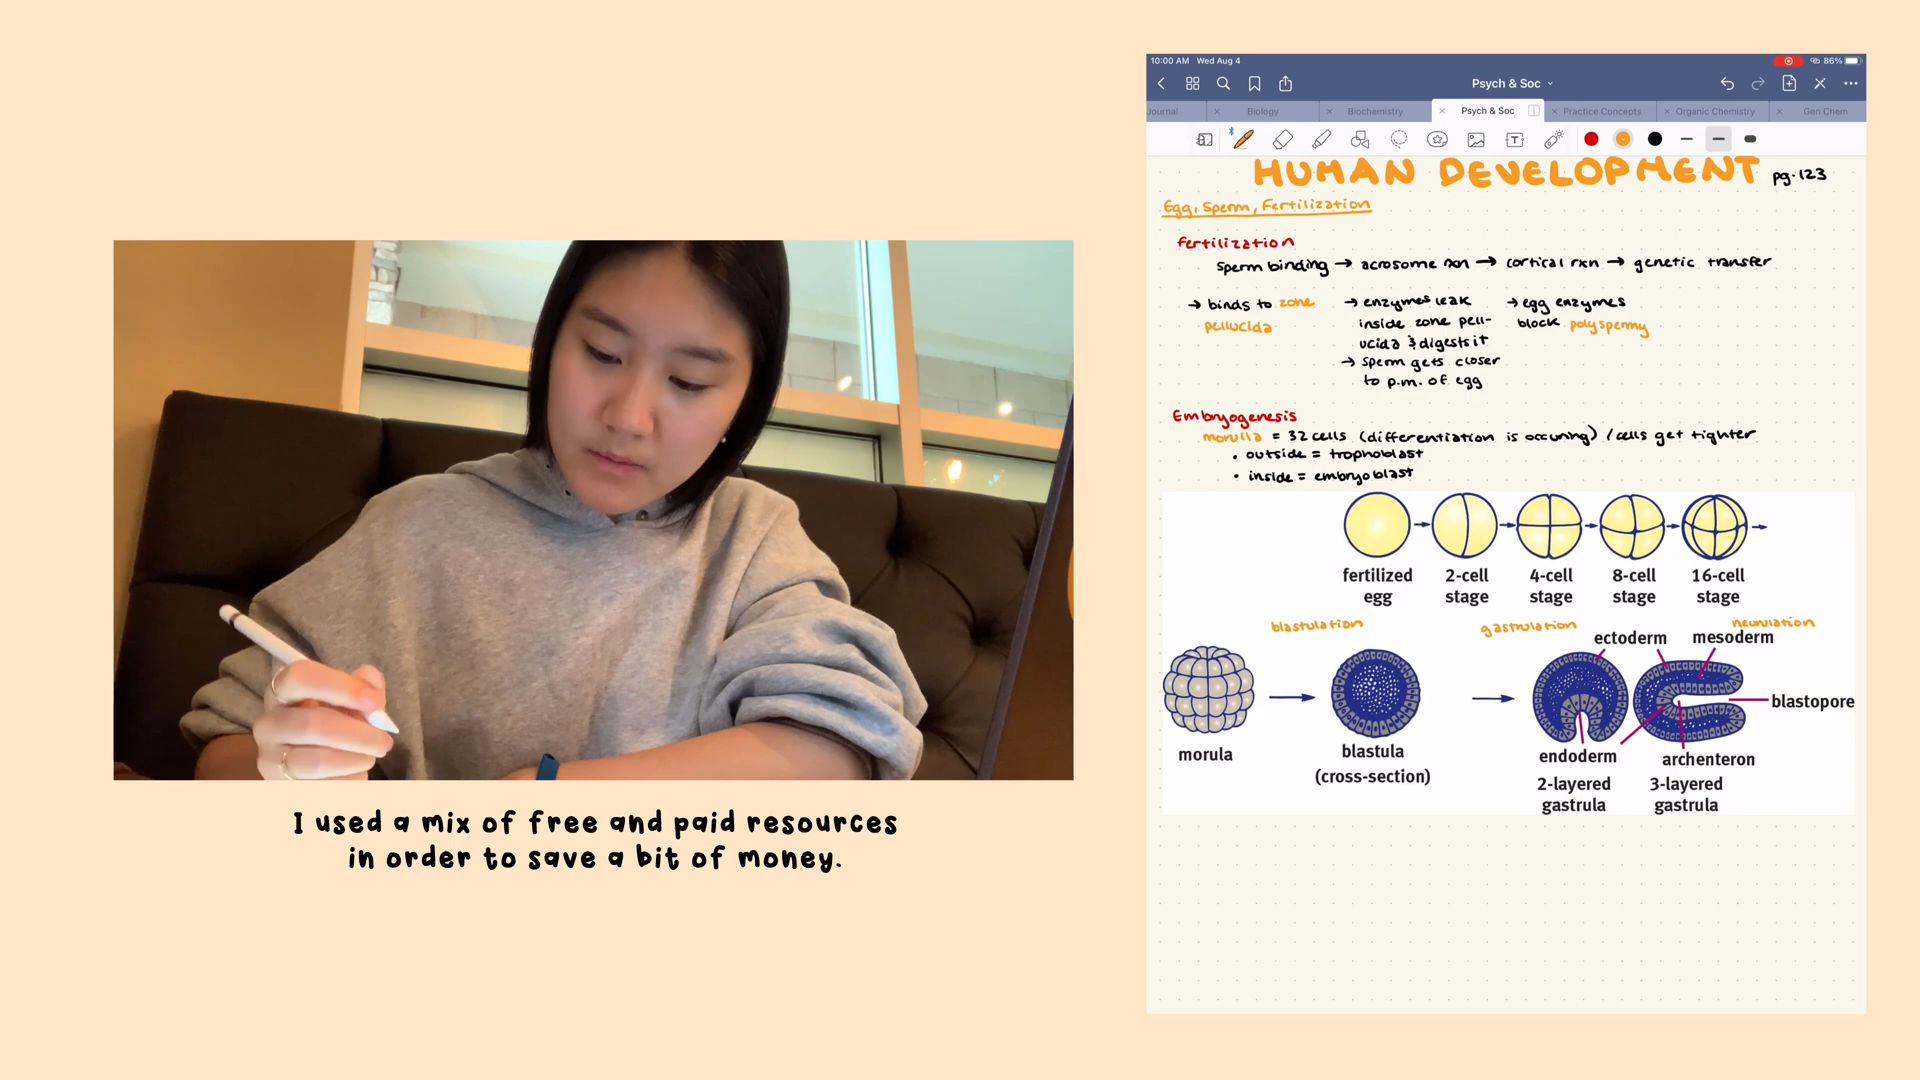 I used a mix of free and paid resources
in order to save a bit of money.
10:00 AM Wed Aug 4
86%
Psych & Soc
Journal
Biology
Biochemistry
Psych & Soc
Practice Concepts
Organic Chemistry
Gen Chem
HUMAN DEVELOPMENT pg. 123
Egg, Sperm, Fertilization
Fertilization
sperm binding → acrosome rxn → cortical rxn → genetic transfer
→ binds to zone
pellucida
→ enzymes leak
inside zone pell-
ucida & digests it
→ sperm gets closer
to p.m. of egg
→ egg enzymes
block polyspermy
Embryogenesis
morulla = 32 cells (differentiation is occuring) / cells get tighter
• outside = trophoblast
• inside = embryoblast
fertilized
egg
2-cell
stage
4-cell
stage
8-cell
stage
16-cell
stage
blastulation
gastrulation
neurulation
ectoderm
mesoderm
blastopore
morula
blastula
(cross-section)
endoderm
archenteron
2-layered
gastrula
3-layered
gastrula